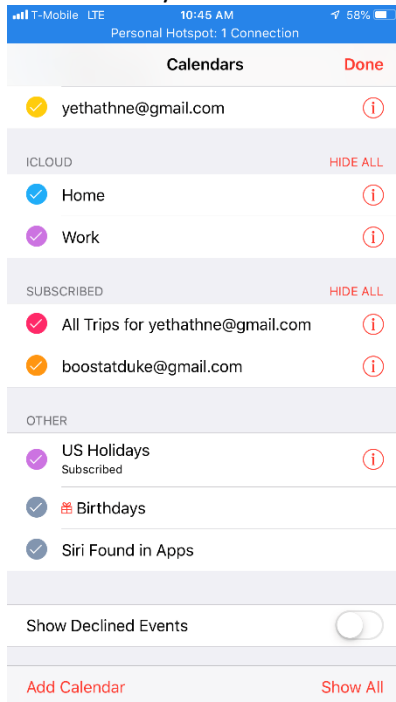 T-Mobile LTE 10:45 AM 58%
Personal Hotspot: 1 Connection
Calendars Done
yethathne@gmail.com
ICLOUD HIDE ALL
Home
Work
SUBSCRIBED HIDE ALL
All Trips for yethathne@gmail.com
boostatduke@gmail.com
OTHER
US Holidays
Subscribed
Birthdays
Siri Found in Apps
Show Declined Events
Add Calendar Show All